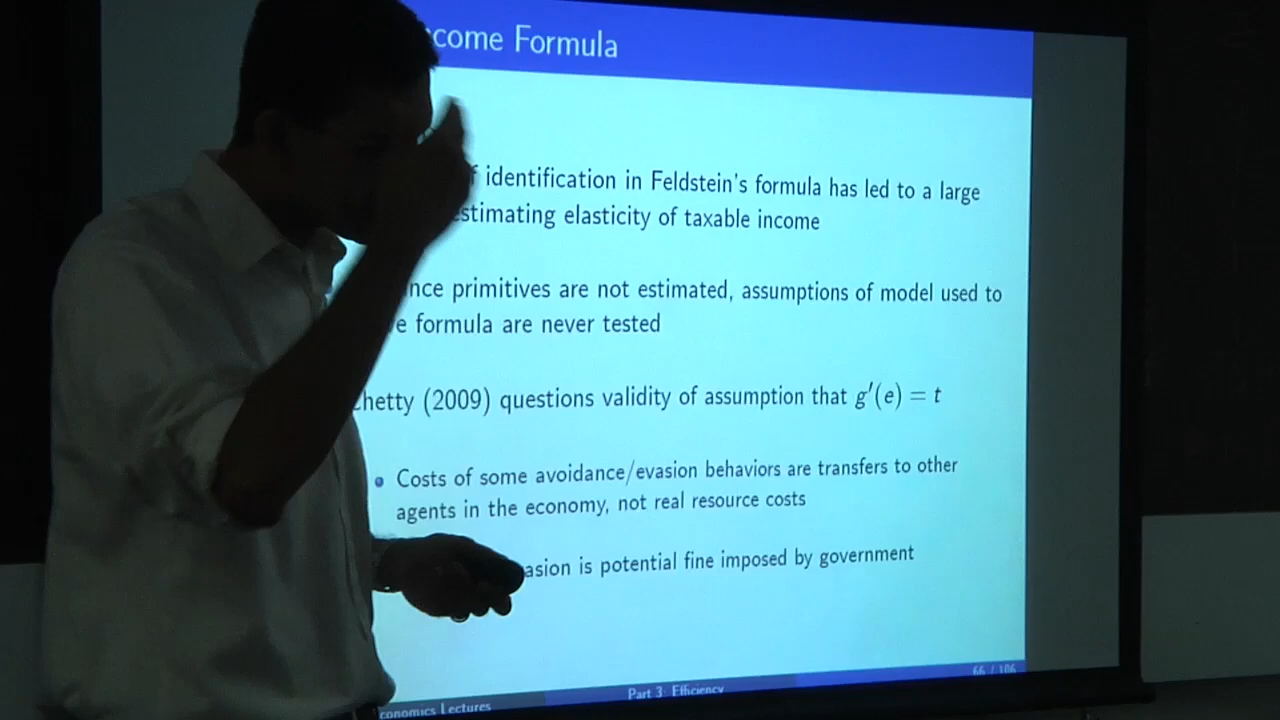 come Formula
identification in Feldstein's formula has led to a large
estimating elasticity of taxable income
nce primitives are not estimated, assumptions of model used to
e formula are never tested
hetty (2009) questions validity of assumption that g′(e) = t
Costs of some avoidance/evasion behaviors are transfers to other
agents in the economy, not real resource costs
asion is potential fine imposed by government
66 / 106
conomics Lectures Part 3: Efficiency